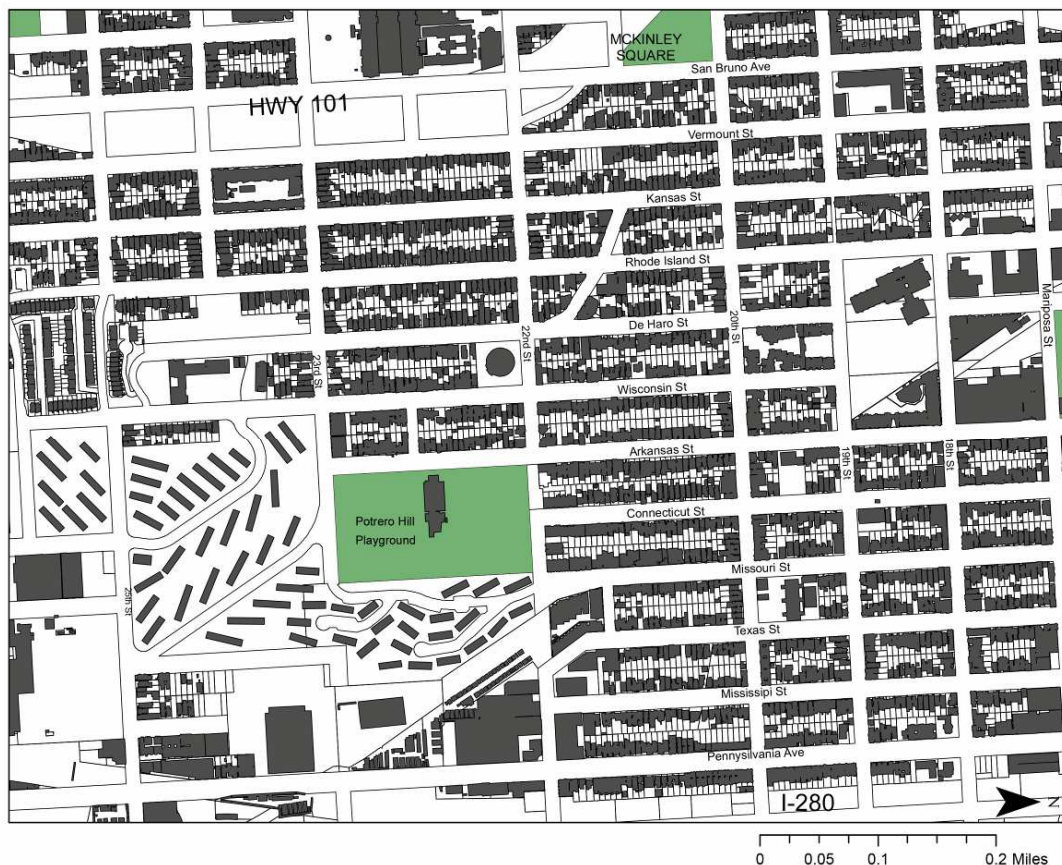 MCKINLEY
SQUARE
San Bruno Ave
HWY 101
Vermount St
Kansas St
Rhode Island St
De Haro St
20th St
Mariposa St
22nd St
23rd St
Wisconsin St
Arkansas St
19th St
18th St
Potrero Hill
Playground
Connecticut St
Missouri St
25th St
Texas St
Mississipi St
Pennysilvania Ave
I-280
N
0 0.05 0.1 0.2 Miles